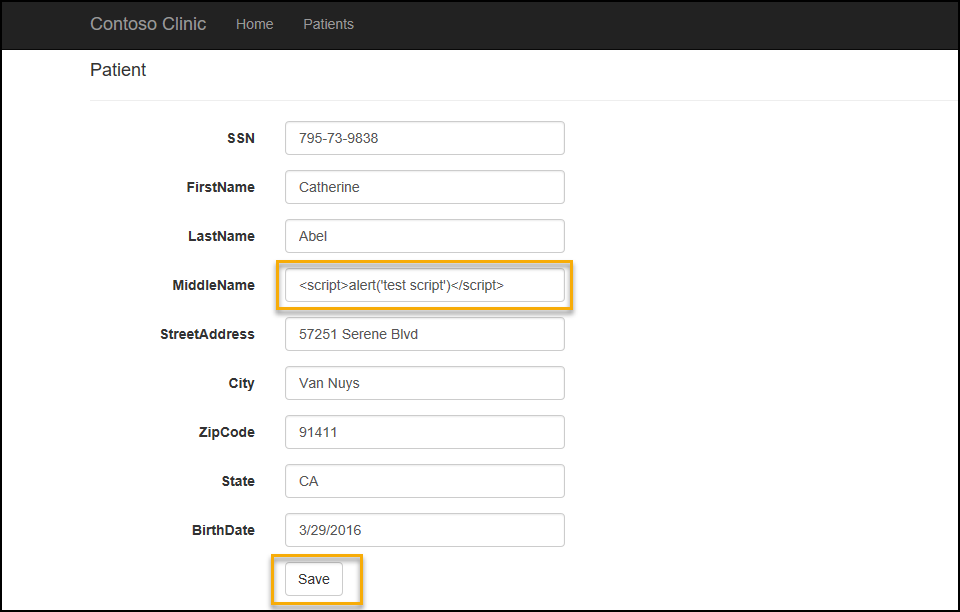 Contoso Clinic Home Patients
Patient
SSN 795-73-9838
FirstName Catherine
LastName Abel
MiddleName <script>alert('test script')</script>
StreetAddress 57251 Serene Blvd
City Van Nuys
ZipCode 91411
State CA
BirthDate 3/29/2016
Save